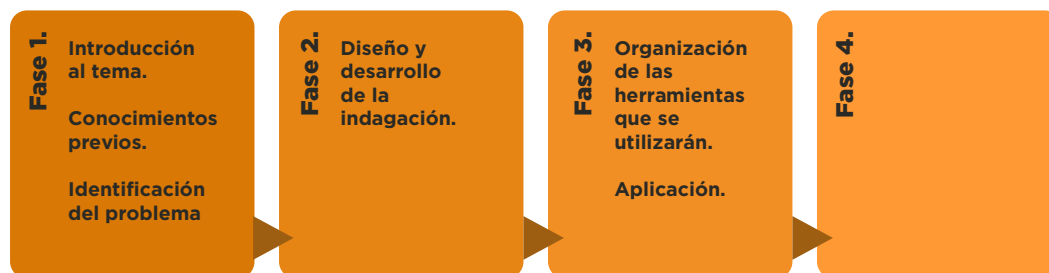 Fase 1.
Introducción
al tema.
Conocimientos
previos.
Identificación
del problema
Fase 2.
Diseño y
desarrollo
de la
indagación.
Fase 3.
Organización
de las
herramientas
que se
utilizarán.
Aplicación.
Fase 4.